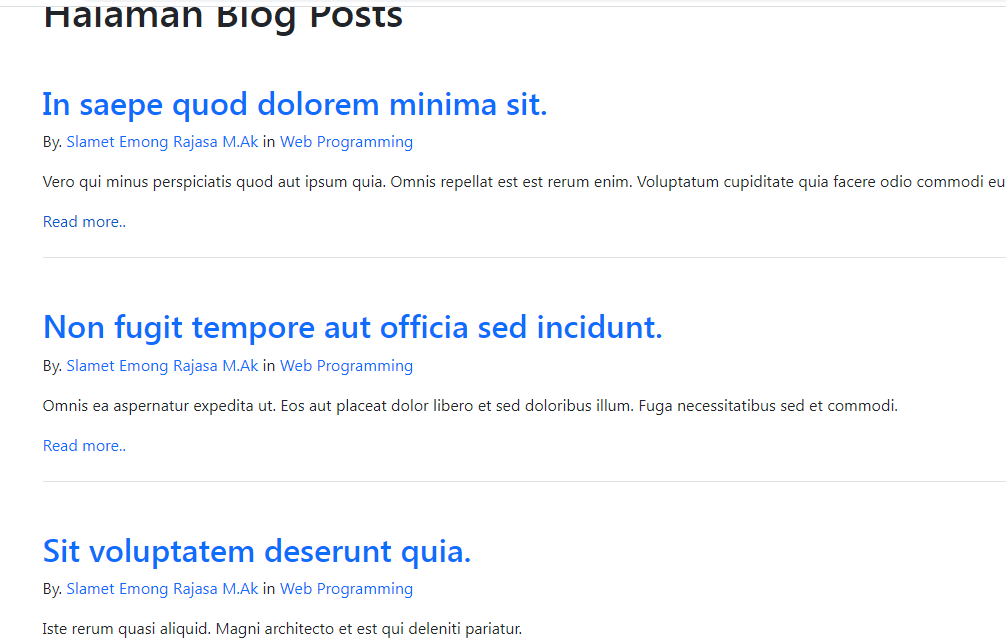 Halaman Blog Posts
In saepe quod dolorem minima sit.
By. Slamet Emong Rajasa M.Ak in Web Programming
Vero qui minus perspiciatis quod aut ipsum quia. Omnis repellat est est rerum enim. Voluptatum cupiditate quia facere odio commodi eu
Read more..
Non fugit tempore aut officia sed incidunt.
By. Slamet Emong Rajasa M.Ak in Web Programming
Omnis ea aspernatur expedita ut. Eos aut placeat dolor libero et sed doloribus illum. Fuga necessitatibus sed et commodi.
Read more..
Sit voluptatem deserunt quia.
By. Slamet Emong Rajasa M.Ak in Web Programming
Iste rerum quasi aliquid. Magni architecto et est qui deleniti pariatur.